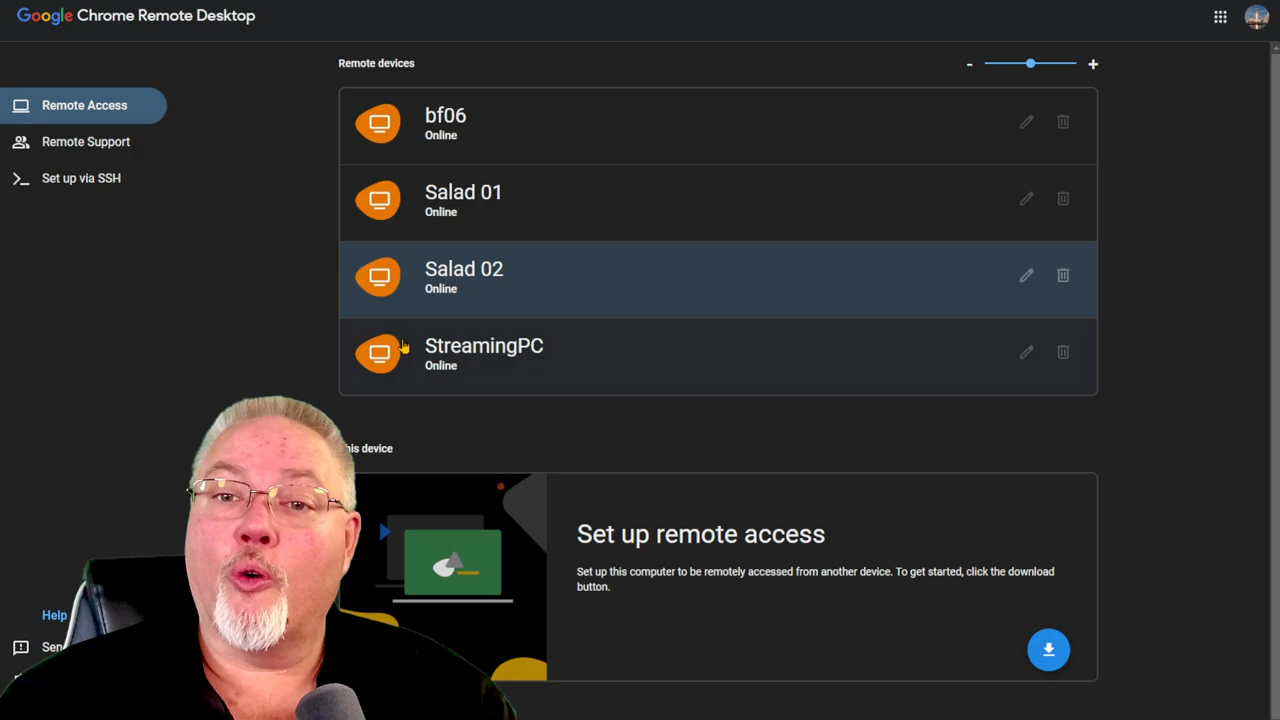 Google Chrome Remote Desktop
Remote devices
- +
Remote Access
Remote Support
Set up via SSH
bf06
Online
Salad 01
Online
Salad 02
Online
StreamingPC
Online
his device
Set up remote access
Set up this computer to be remotely accessed from another device. To get started, click the download
button.
Help
Sen